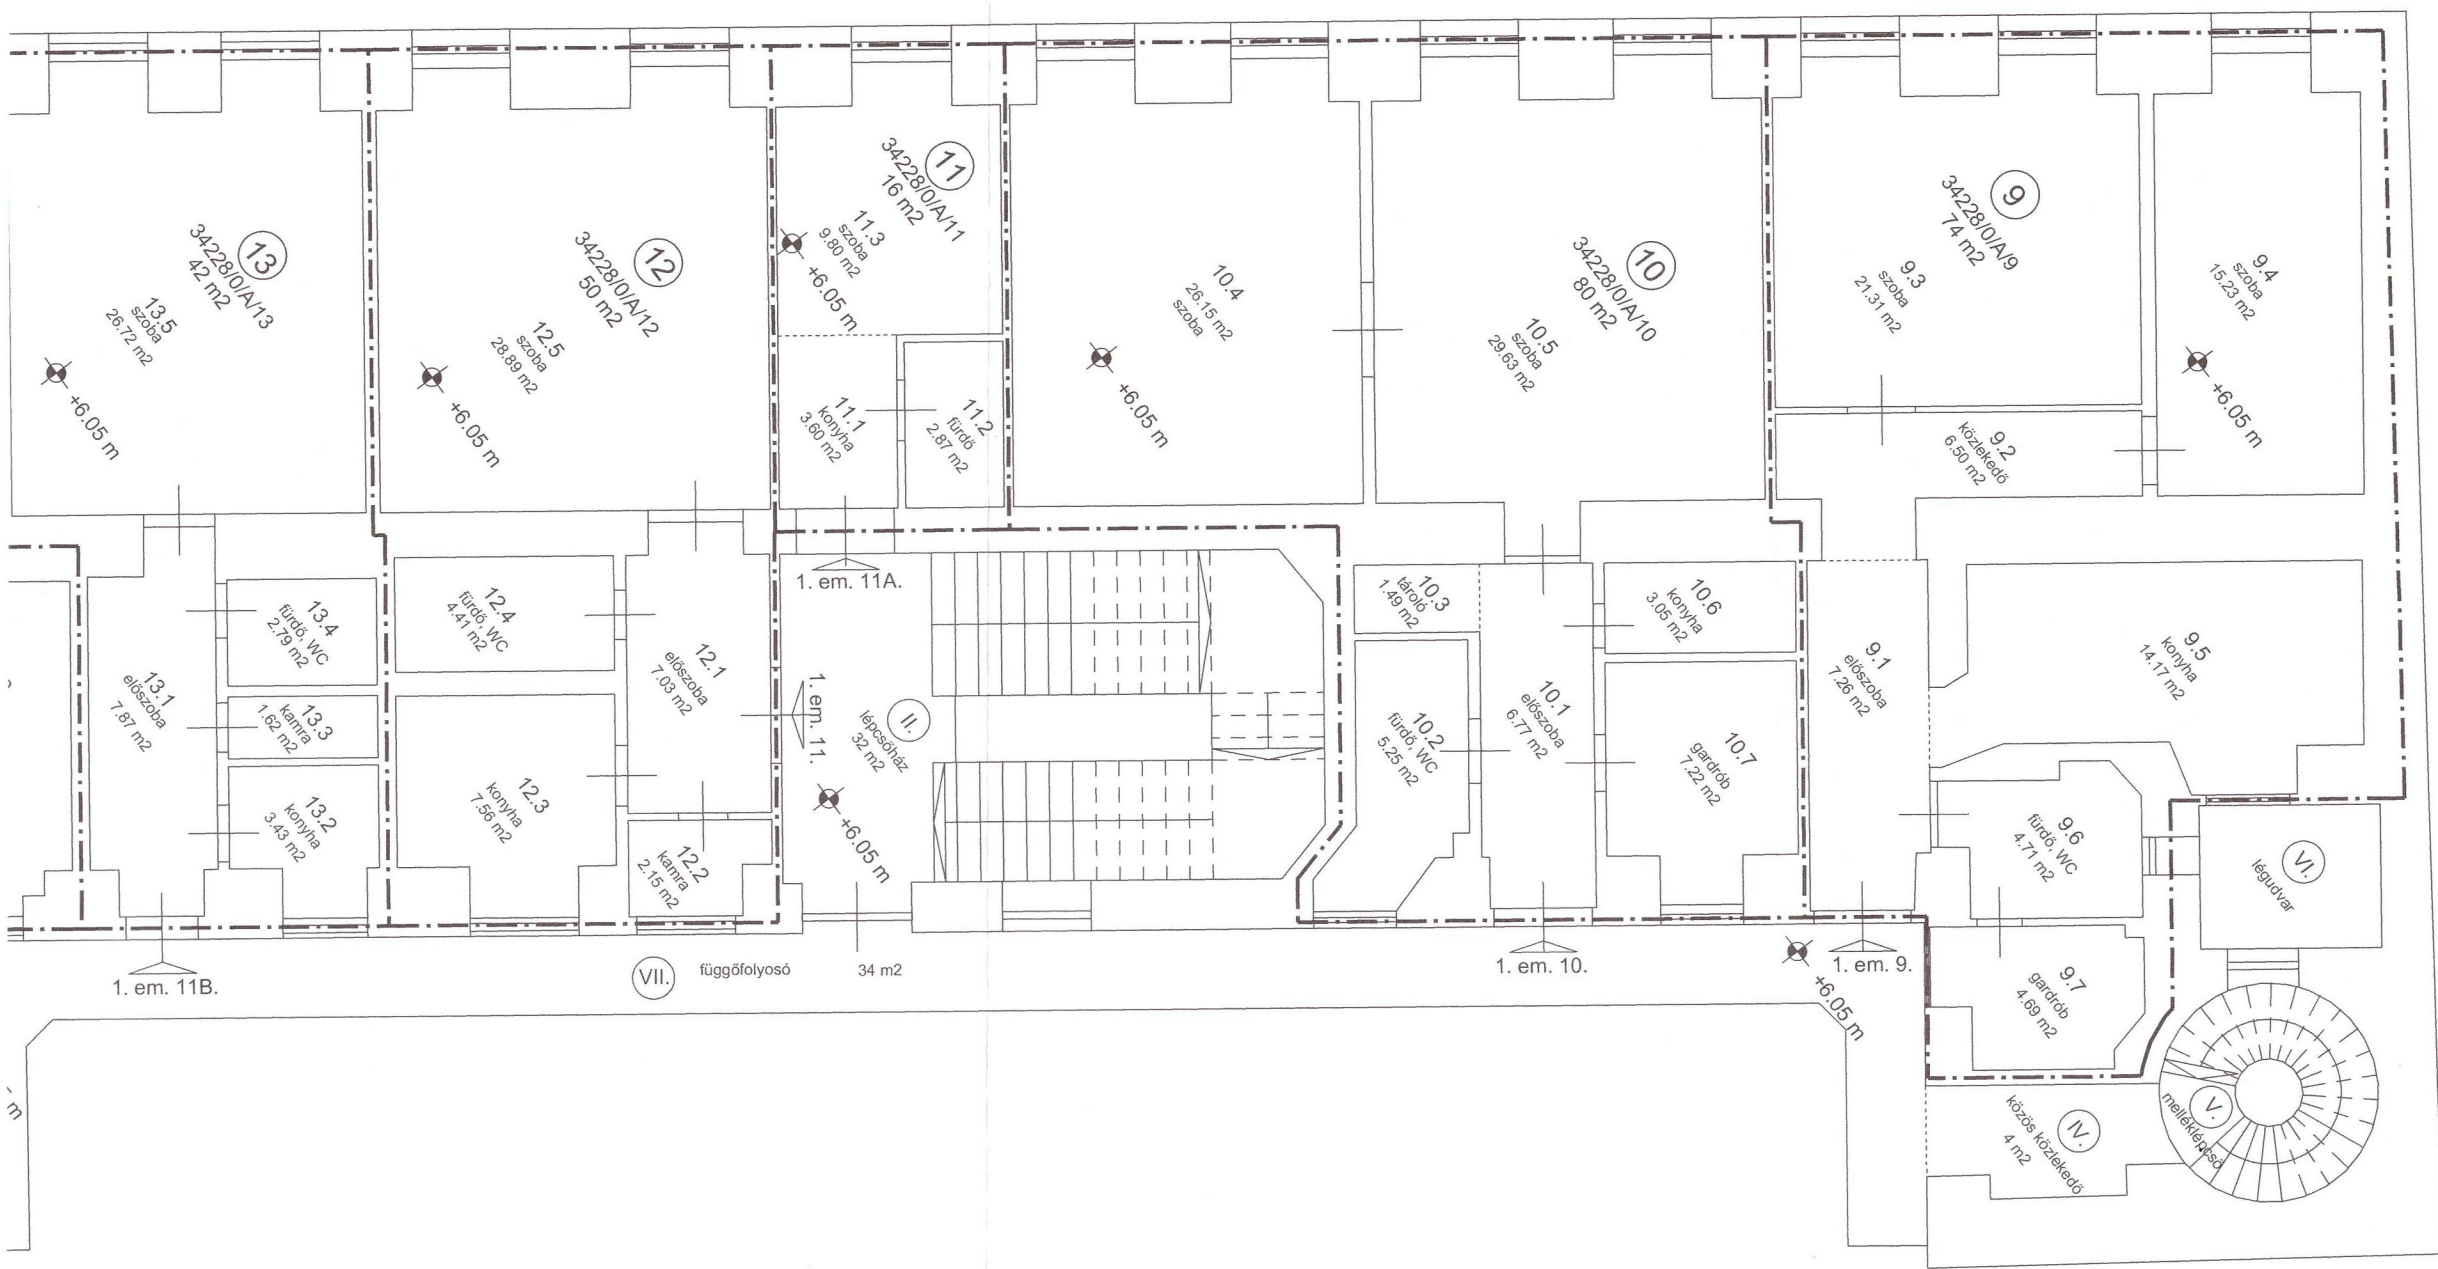 13
34228/0/A/13
42 m2
13.5
szoba
26.72 m2
+6.05 m
12
34228/0/A/12
50 m2
12.5
szoba
28.89 m2
+6.05 m
11
34228/0/A/11
16 m2
11.3
szoba
9.80 m2
+6.05 m
11.1
konyha
3.60 m2
11.2
fürdő
2.87 m2
10.4
26.15 m2
szoba
+6.05 m
10
34228/0/A/10
80 m2
10.5
szoba
29.63 m2
9
34228/0/A/9
74 m2
9.3
szoba
21.31 m2
9.4
szoba
15.23 m2
+6.05 m
9.2
közlekedő
6.50 m2
13.1
előszoba
7.87 m2
13.4
fürdő, WC
2.79 m2
13.3
kamra
1.62 m2
13.2
konyha
3.43 m2
12.4
fürdő, WC
4.41 m2
12.1
előszoba
7.03 m2
12.3
konyha
7.56 m2
12.2
kamra
2.15 m2
1. em. 11A.
1. em. 11.
II.
lépcsőház
32 m2
+6.05 m
10.3
tároló
1.49 m2
10.2
fürdő, WC
5.25 m2
10.1
előszoba
6.77 m2
10.6
konyha
3.05 m2
10.7
gardrób
7.22 m2
9.1
előszoba
7.26 m2
9.5
konyha
14.17 m2
9.6
fürdő, WC
4.71 m2
VI.
légudvar
1. em. 11B.
VII. függőfolyosó 34 m2
1. em. 10.
1. em. 9.
+6.05 m
9.7
gardrób
4.69 m2
V.
melléklépcső
IV.
közös közlekedő
4 m2
m